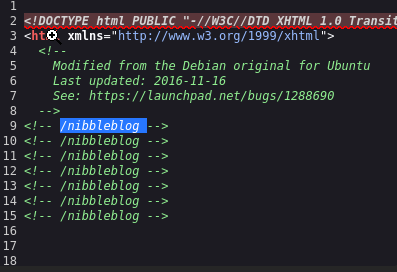 1
2 <!DOCTYPE html PUBLIC "-//W3C//DTD XHTML 1.0 Transit
3 <ht xmlns="http://www.w3.org/1999/xhtml">
4 <!--
5 Modified from the Debian original for Ubuntu
6 Last updated: 2016-11-16
7 See: https://launchpad.net/bugs/1288690
8 -->
9 <!-- /nibbleblog -->
10 <!-- /nibbleblog -->
11 <!-- /nibbleblog -->
12 <!-- /nibbleblog -->
13 <!-- /nibbleblog -->
14 <!-- /nibbleblog -->
15 <!-- /nibbleblog -->
16
17
18